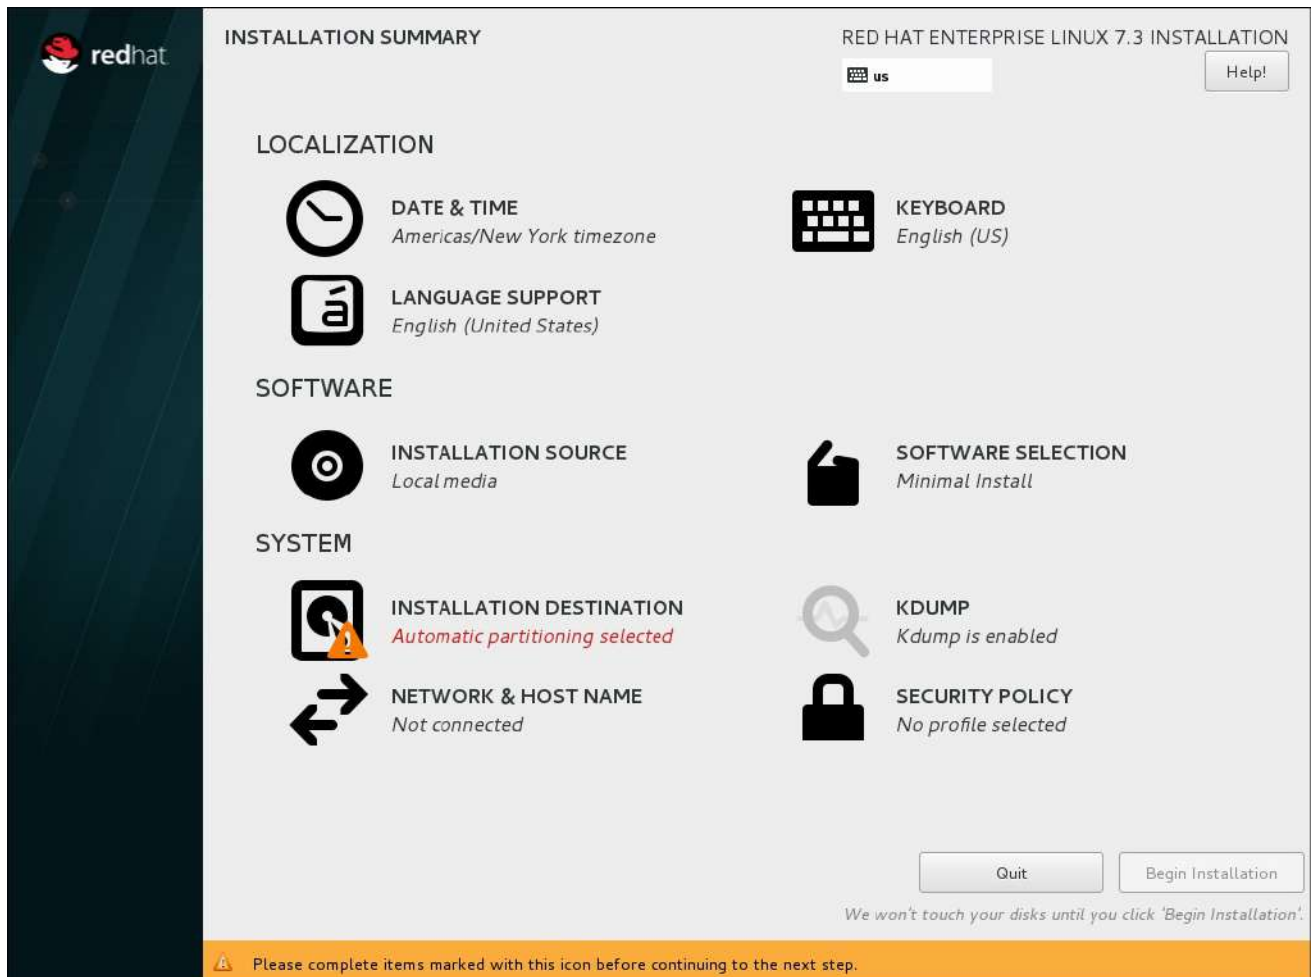 redhat
INSTALLATION SUMMARY
RED HAT ENTERPRISE LINUX 7.3 INSTALLATION
us
Help!
LOCALIZATION
DATE & TIME
Americas/New York timezone
KEYBOARD
English (US)
LANGUAGE SUPPORT
English (United States)
SOFTWARE
INSTALLATION SOURCE
Local media
SOFTWARE SELECTION
Minimal Install
SYSTEM
INSTALLATION DESTINATION
Automatic partitioning selected
KDUMP
Kdump is enabled
NETWORK & HOST NAME
Not connected
SECURITY POLICY
No profile selected
Quit
Begin Installation
We won't touch your disks until you click 'Begin Installation'.
Please complete items marked with this icon before continuing to the next step.